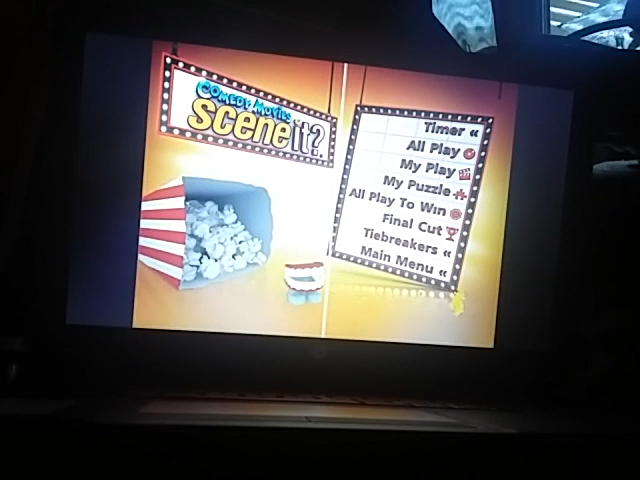 Comedy Movies
Scene it?
Timer «
All Play
My Play
My Puzzle
All Play To Win
Final Cut
Tiebreakers «
Main Menu «